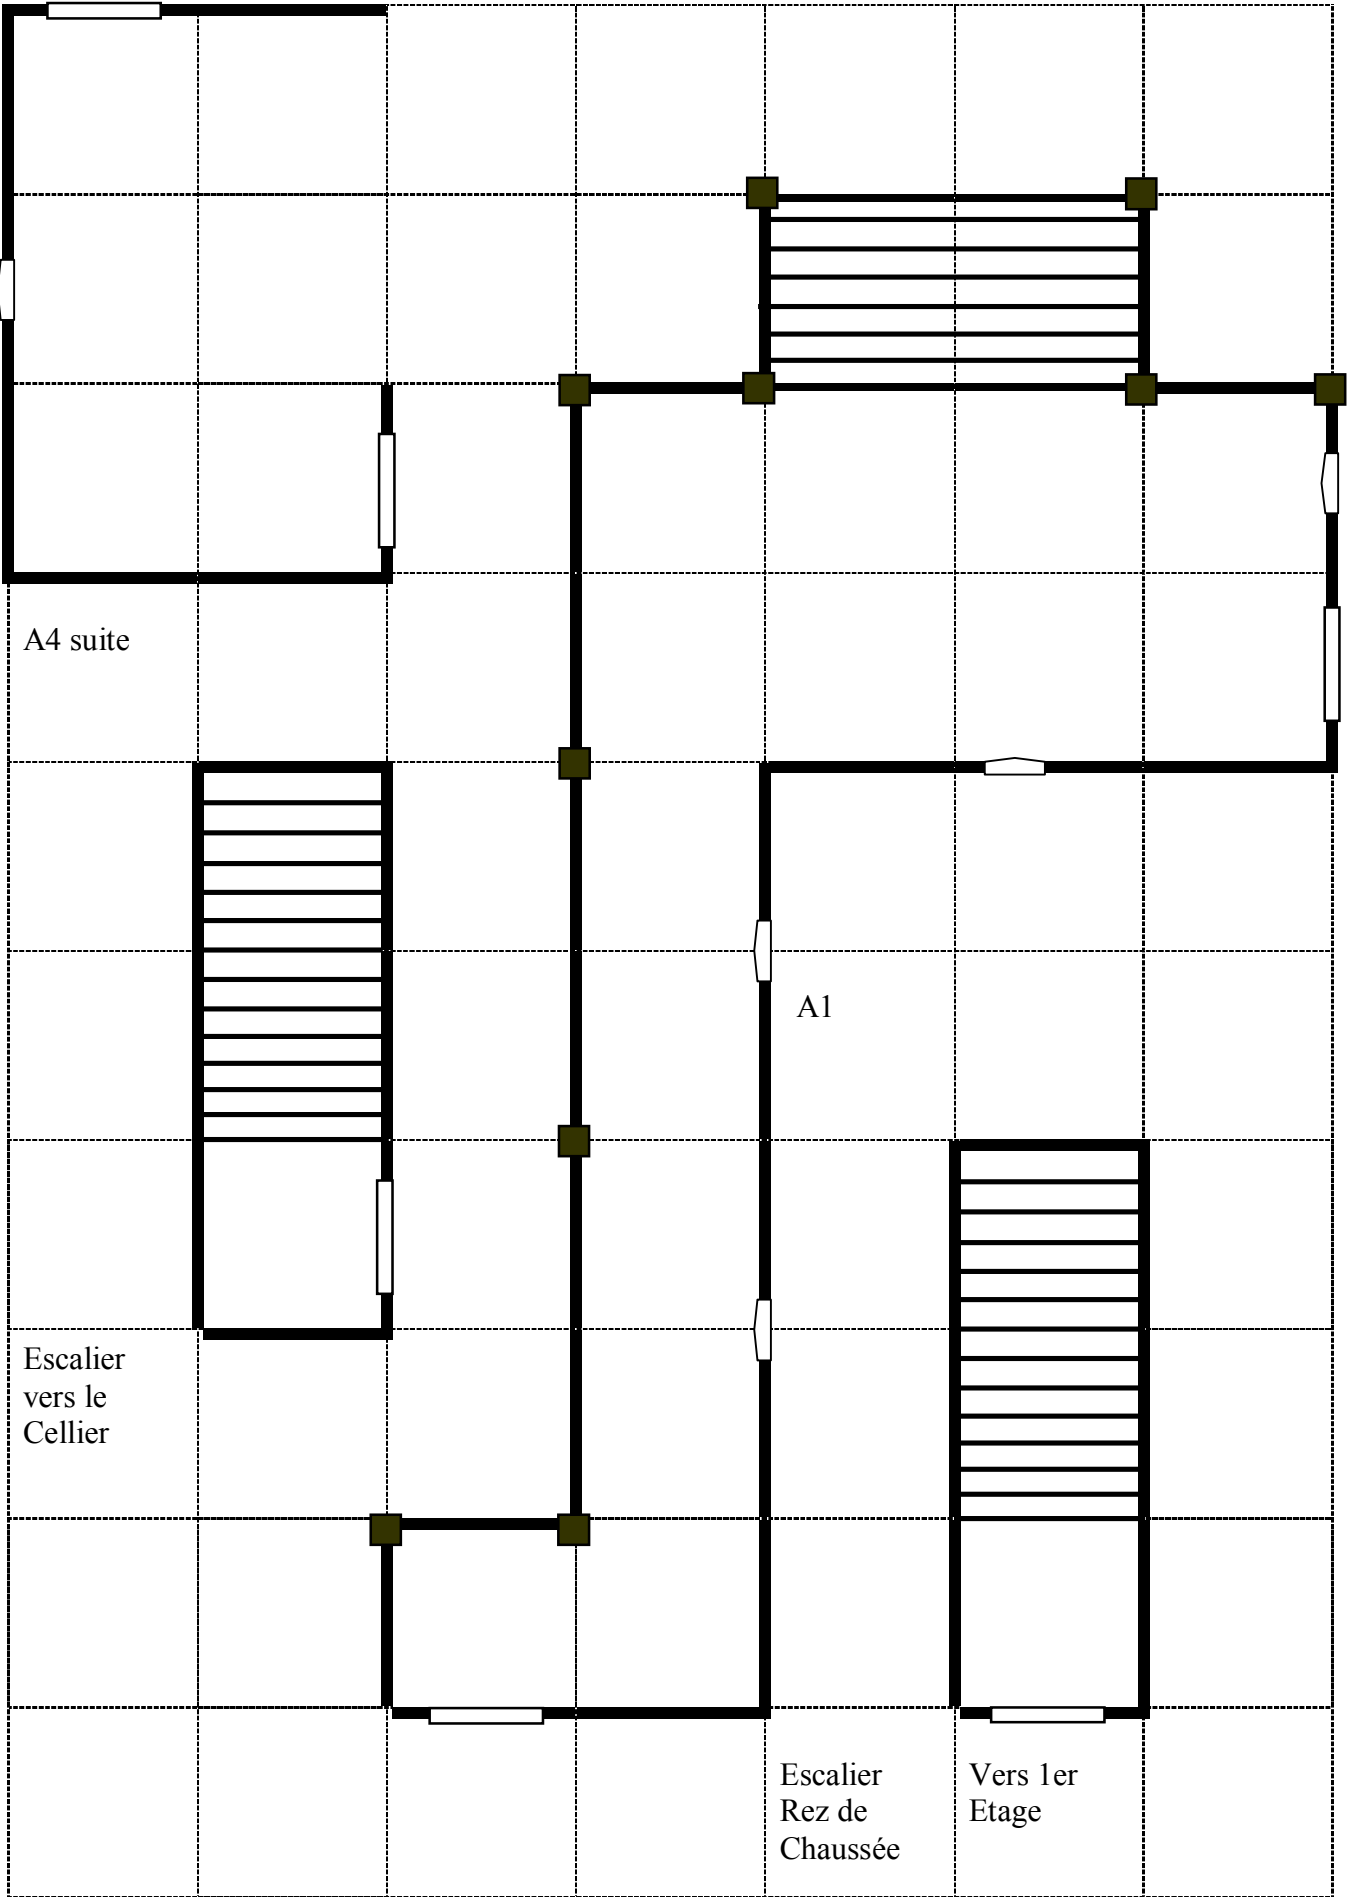 A4 suite
A1
Escalier
vers le
Cellier
Escalier
Rez de
Chaussée
Vers 1er
Etage